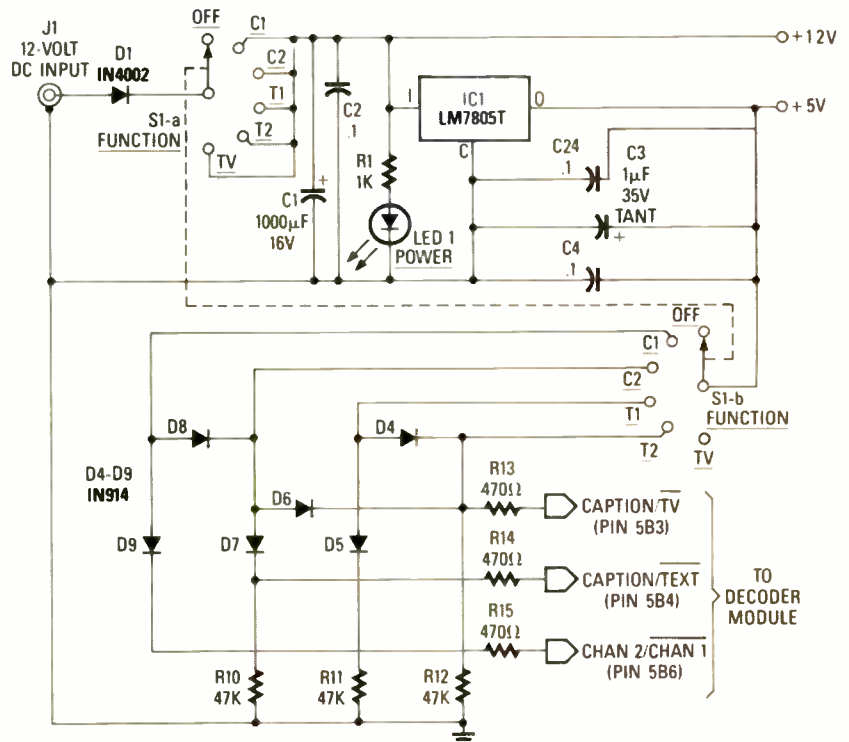 J1
12-VOLT
DC INPUT
D1
IN4002
OFF
C1
C2
T1
T2
TV
S1-a
FUNCTION
C1
1000µF
16V
+
C2
.1
R1
1K
LED 1
POWER
I
IC1
LM7805T
O
C
+12V
+5V
C24
.1
C3
1µF
35V
TANT
+
C4
.1
OFF
C1
C2
T1
T2
TV
S1-b
FUNCTION
D8
D4
D4-D9
IN914
D6
D9
D7
D5
R13
470Ω
CAPTION/TV
(PIN 5B3)
R14
470Ω
CAPTION/TEXT
(PIN 5B4)
R15
470Ω
CHAN 2/CHAN 1
(PIN 5B6)
TO
DECODER
MODULE
R10
47K
R11
47K
R12
47K